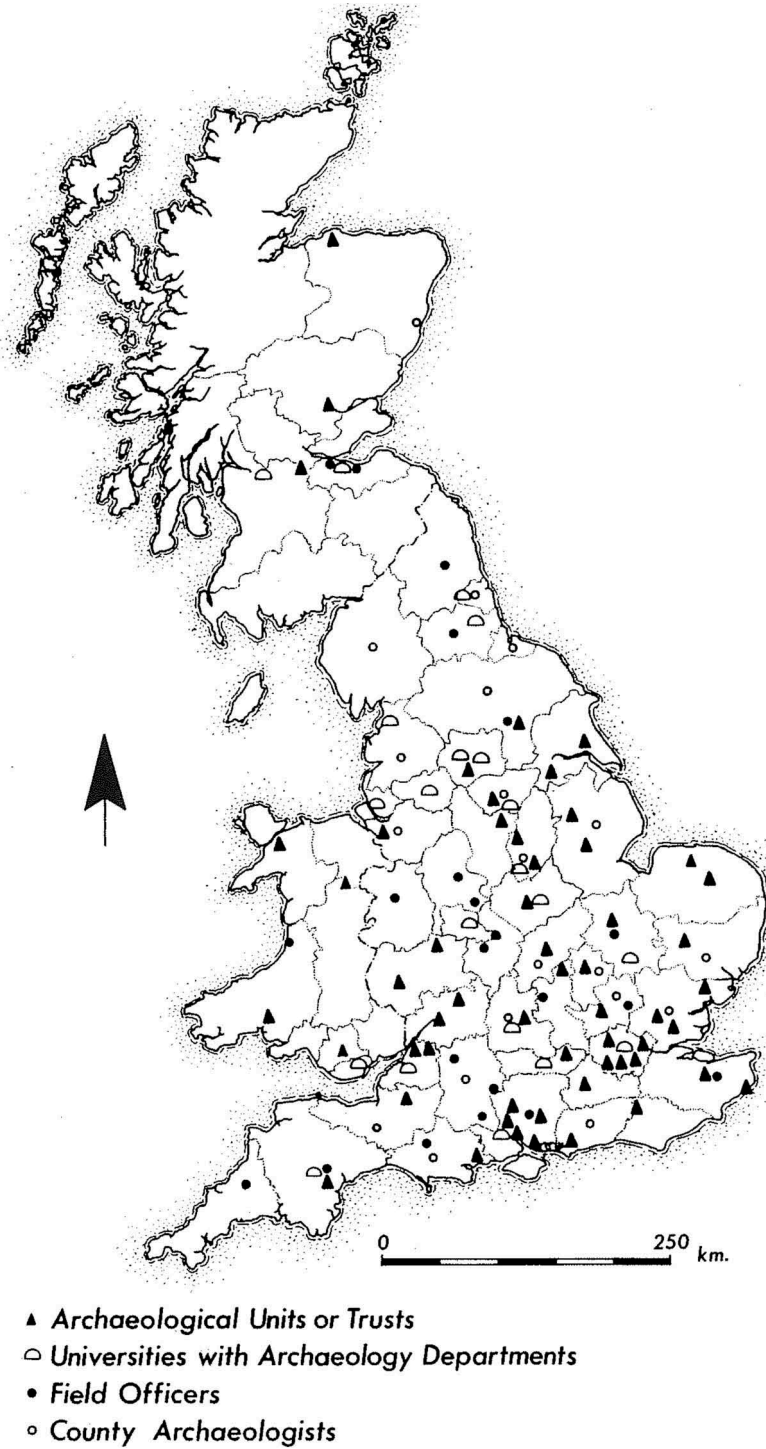 0 250 km.
Archaeological Units or Trusts
Universities with Archaeology Departments
Field Officers
County Archaeologists